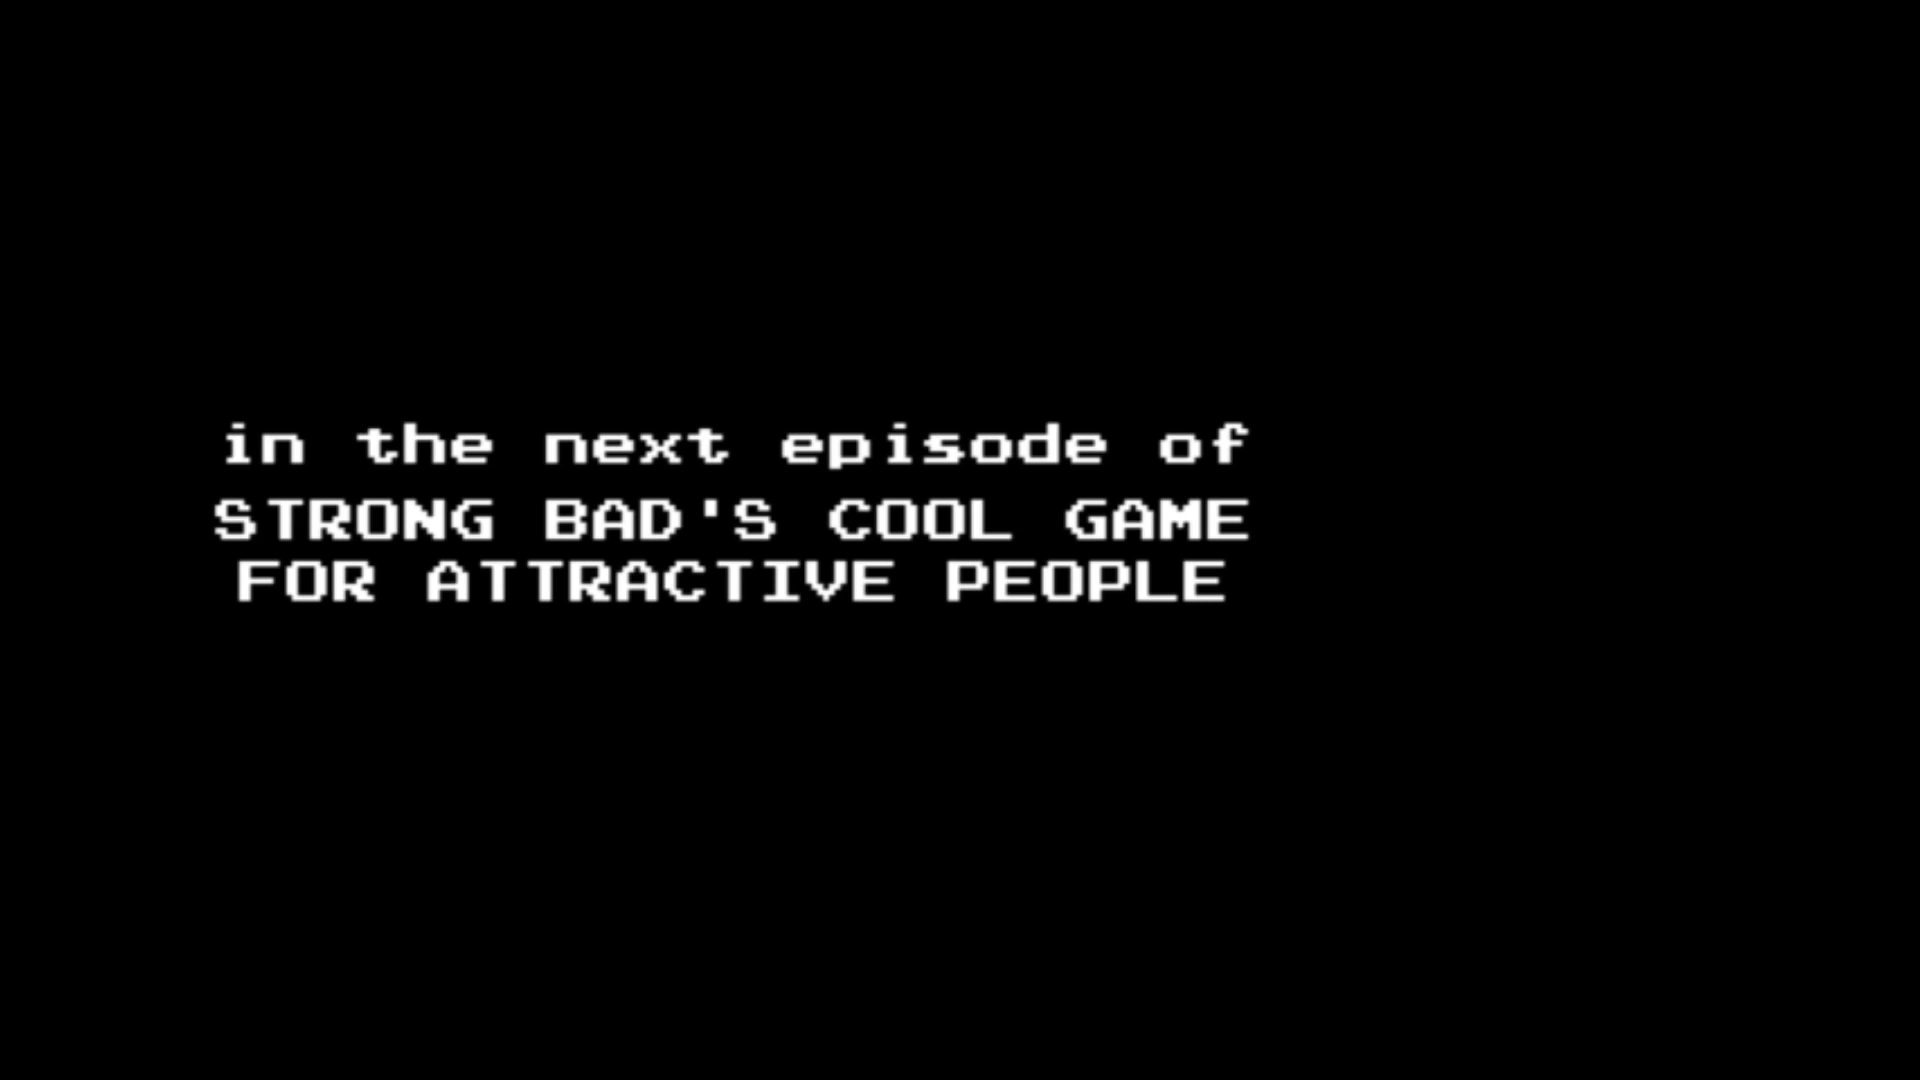 in the next episode of
STRONG BAD'S COOL GAME
FOR ATTRACTIVE PEOPLE